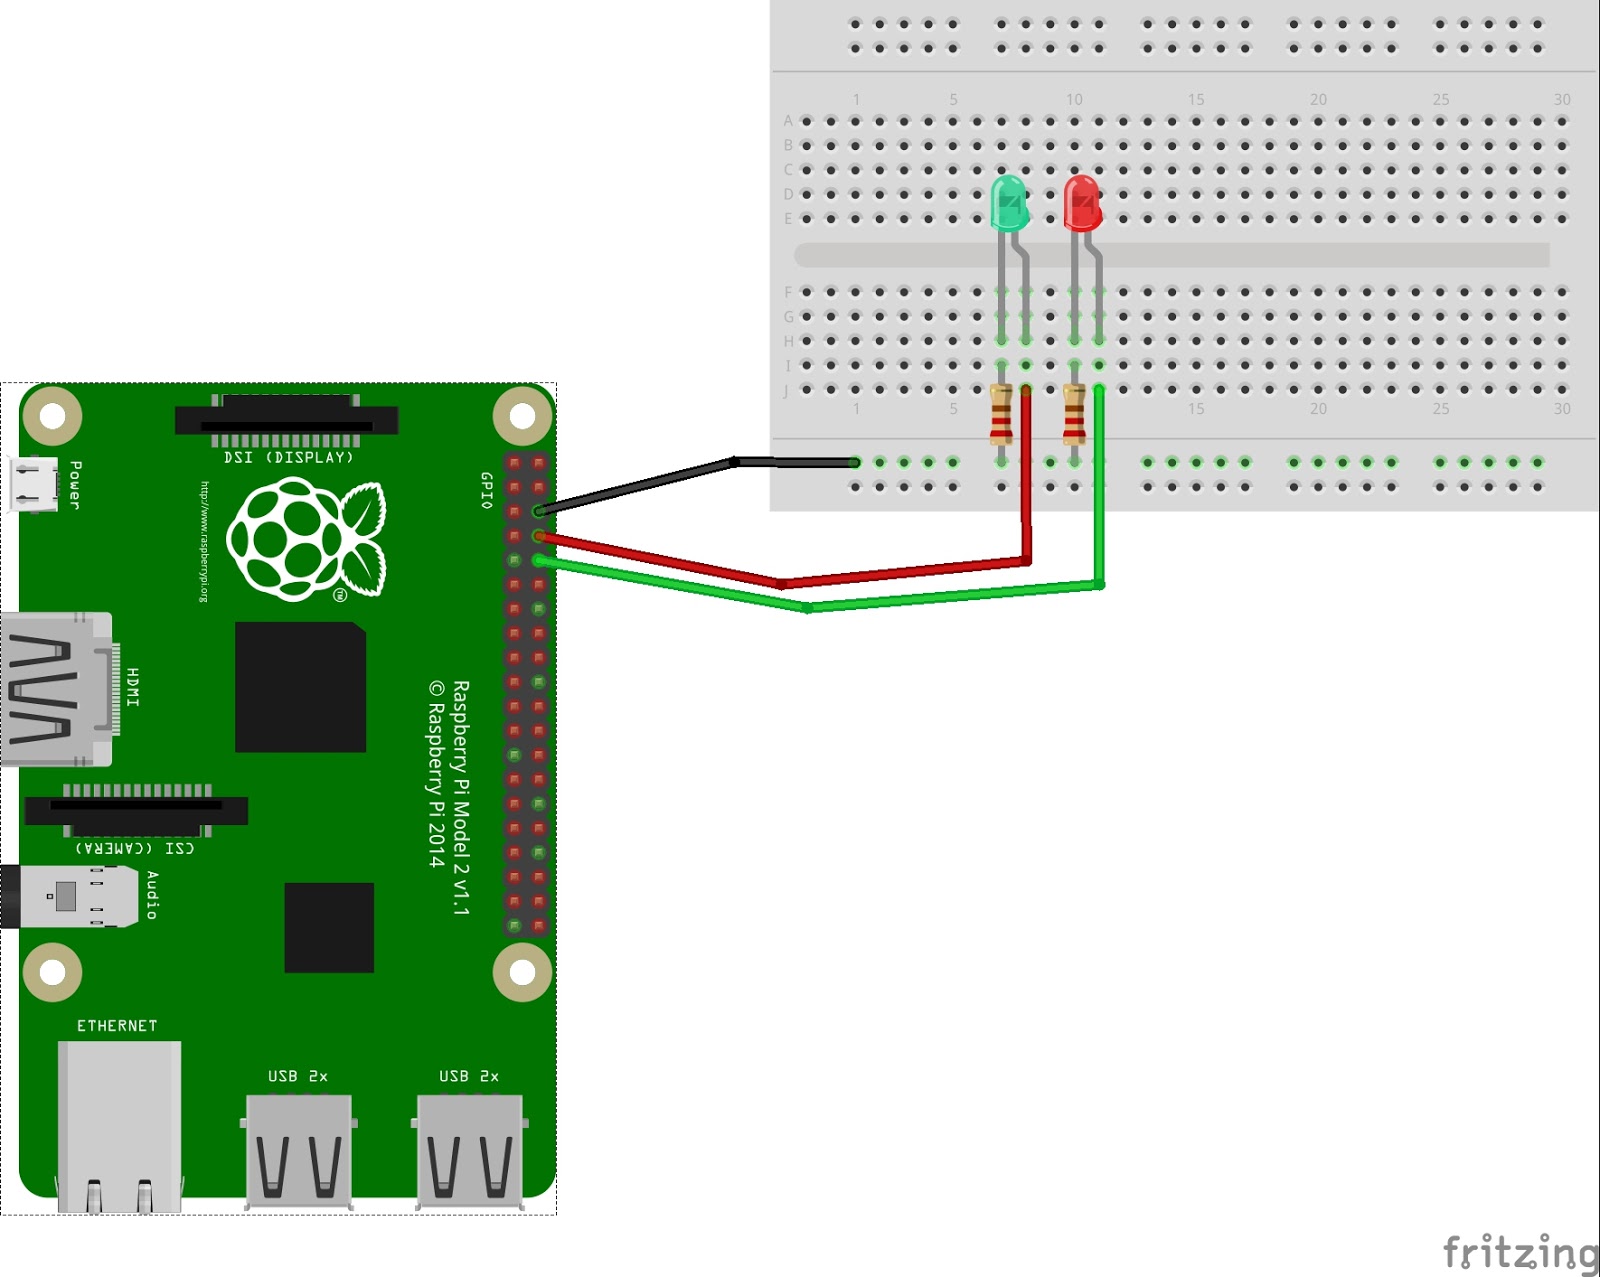 1 5 10 15 20 25 30
A
B
C
D
E
F
G
H
I
J
1 5 15 20 25 30
DSI (DISPLAY)
Power
GPIO
http://www.raspberrypi.org
TM
HDMI
Raspberry Pi Model 2 v1.1
© Raspberry Pi 2014
CSI (CAMERA)
Audio
ETHERNET
USB 2x
USB 2x
fritzing